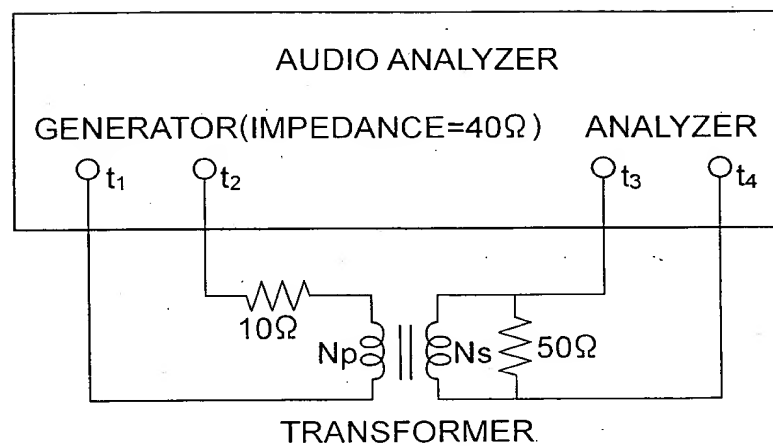 AUDIO ANALYZER
GENERATOR(IMPEDANCE=40Ω) ANALYZER
t₁ t₂ t₃ t₄
10Ω
Np Ns 50Ω
TRANSFORMER